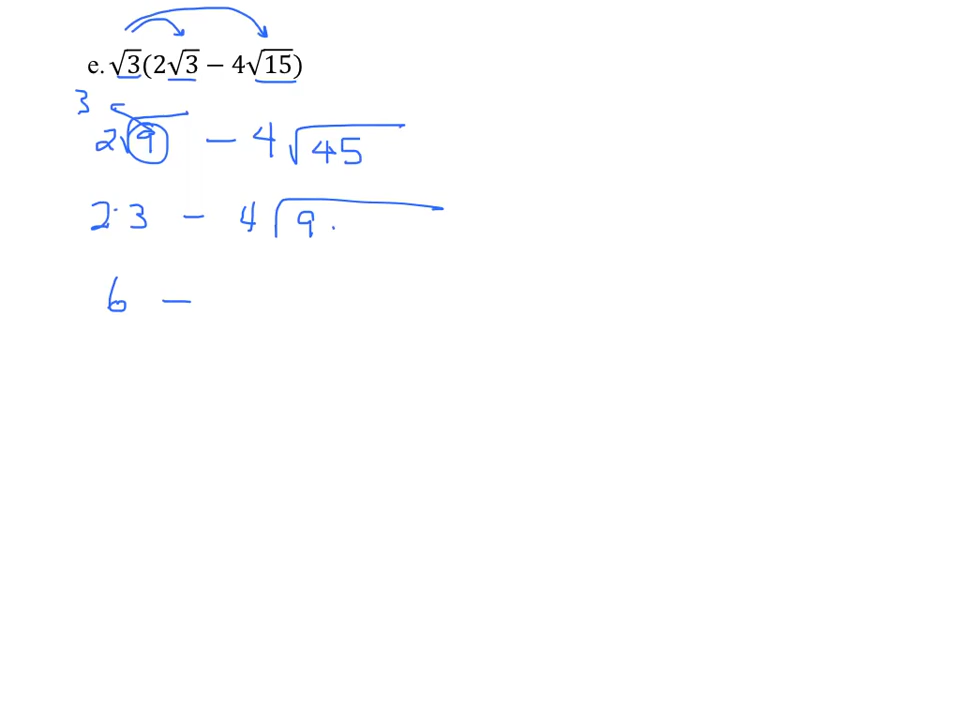 e. √3(2√3 − 4√15)
3
2√9 − 4√45
2·3 − 4√9·
6 −